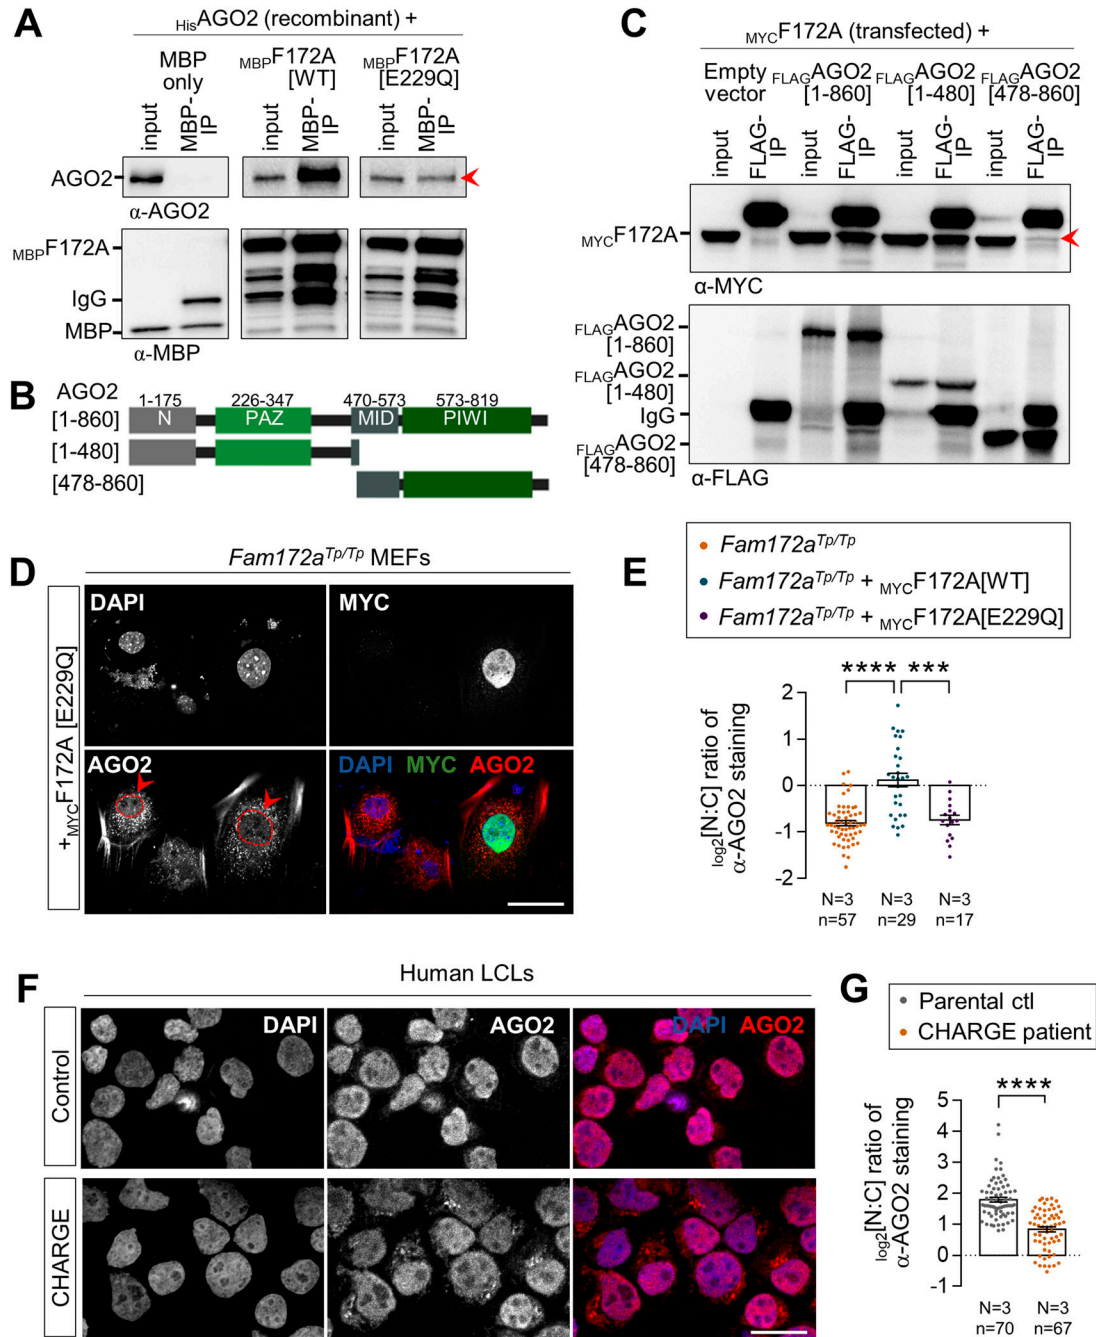 A
HisAGO2 (recombinant) +
MBP only
MBPF172A [WT]
MBPF172A [E229Q]
input
MBP-IP
input
MBP-IP
input
MBP-IP
AGO2
α-AGO2
MBPF172A
IgG
MBP
α-MBP
B
AGO2
1-175 226-347 470-573 573-819
[1-860] N PAZ MID PIWI
[1-480]
[478-860]
C
MYCF172A (transfected) +
Empty vector
FLAGAGO2 [1-860]
FLAGAGO2 [1-480]
FLAGAGO2 [478-860]
input
FLAG-IP
input
FLAG-IP
input
FLAG-IP
input
FLAG-IP
MYCF172A
α-MYC
FLAGAGO2
[1-860]
FLAGAGO2
[1-480]
IgG
FLAGAGO2
[478-860]
α-FLAG
D
Fam172aTp/Tp MEFs
+ MYCF172A [E229Q]
DAPI
MYC
AGO2
DAPI MYC AGO2
E
Fam172aTp/Tp
Fam172aTp/Tp + MYCF172A[WT]
Fam172aTp/Tp + MYCF172A[E229Q]
**** ***
log2[N:C] ratio of
α-AGO2 staining
2
1
0
-1
-2
N=3 N=3 N=3
n=57 n=29 n=17
F
Human LCLs
Control
DAPI
AGO2
DAPI AGO2
CHARGE
G
Parental ctl
CHARGE patient
****
log2[N:C] ratio of
α-AGO2 staining
5
4
3
2
1
0
-1
N=3 N=3
n=70 n=67